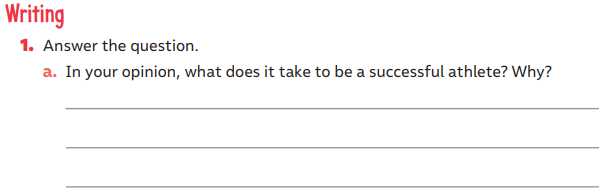 Writing
1. Answer the question.
a. In your opinion, what does it take to be a successful athlete? Why?